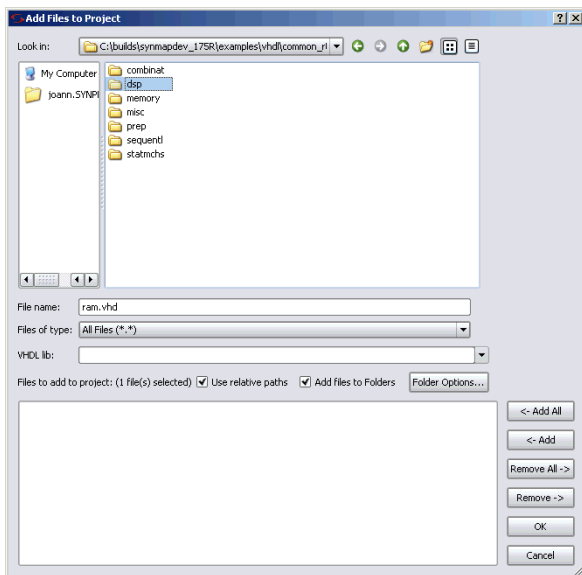 Add Files to Project
Look in: C:\builds\synmapdev_175R\examples\vhdl\common_rl
My Computer
joann.SYNPl
combinat
dsp
memory
misc
prep
sequentl
statmchs
File name: ram.vhd
Files of type: All Files (*.*)
VHDL lib:
Files to add to project: (1 file(s) selected) Use relative paths Add files to Folders Folder Options...
<- Add All
<- Add
Remove All ->
Remove ->
OK
Cancel